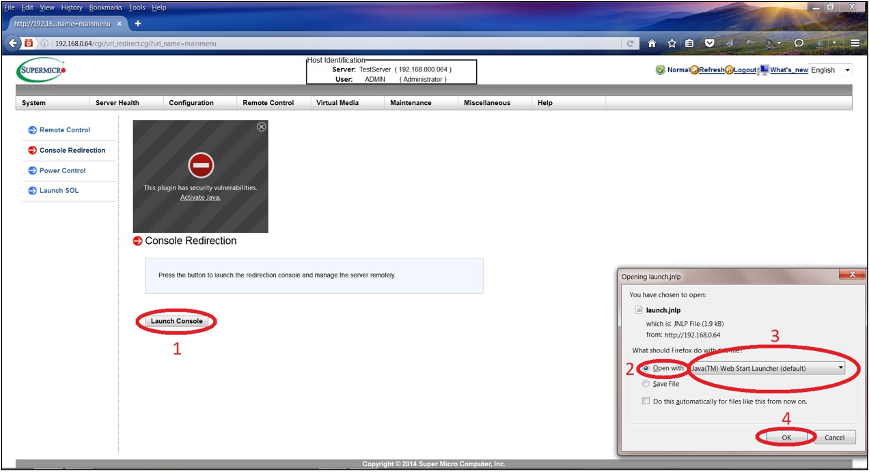 File Edit View History Bookmarks Tools Help
http://192.16...name=mainmenu
192.168.0.64/cgi/url_redirect.cgi?url_name=mainmenu
SUPERMICRO
Host Identification
Server: TestServer ( 192.168.000.064 )
User: ADMIN ( Administrator )
Normal Refresh Logout What's_new English
System Server Health Configuration Remote Control Virtual Media Maintenance Miscellaneous Help
Remote Control
Console Redirection
Power Control
Launch SOL
This plugin has security vulnerabilities.
Activate Java.
Console Redirection
Press the button to launch the redirection console and manage the server remotely
Launch Console
1
Opening launch.jnlp
You have chosen to open:
launch.jnlp
which is: JNLP File (1.9 kB)
from: http://192.168.0.64
What should Firefox do with this file?
3
2
Open with Java(TM) Web Start Launcher (default)
Save File
Do this automatically for files like this from now on.
4
OK Cancel
Copyright © 2014 Super Micro Computer, Inc.